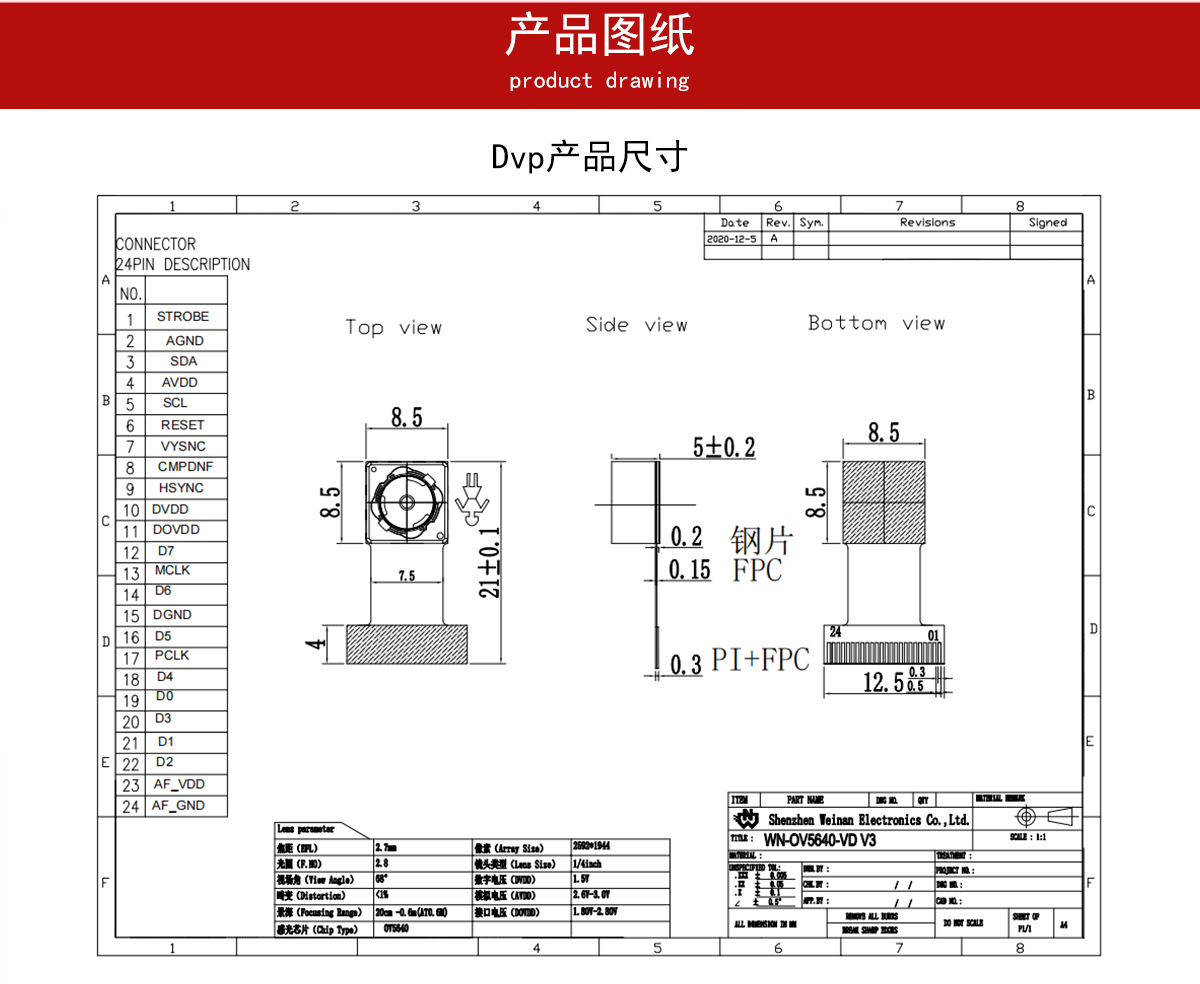 产品图纸
product drawing
Dvp产品尺寸
1 2 3 4 5 6 7 8
Date Rev. Sym. Revisions Signed
2020-12-5 A
CONNECTOR
24PIN DESCRIPTION
NO.
1 STROBE
2 AGND
3 SDA
4 AVDD
5 SCL
6 RESET
7 VYSNC
8 CMPDNF
9 HSYNC
10 DVDD
11 DOVDD
12 D7
13 MCLK
14 D6
15 DGND
16 D5
17 PCLK
18 D4
19 D0
20 D3
21 D1
22 D2
23 AF_VDD
24 AF_GND
A A
B B
C C
D D
E E
F F
Top view
8.5
8.5
7.5
21±0.1
4
Side view
5±0.2
0.2 钢片
0.15 FPC
0.3 PI+FPC
Bottom view
8.5
8.5
24 01
0.3
12.5 0.5
Lens parameter
焦距 (EFL) 2.7mm 像素 (Array Size) 2592*1944
光圈 (F.NO) 2.8 镜头类型 (Lens Size) 1/4inch
视场角 (View Angle) 68° 数字电压 (DVDD) 1.5V
畸变 (Distortion) <1% 模拟电压 (AVDD) 2.6V-3.0V
景深 (Focusing Range) 20cm -0.6m(AT0.6M) 接口电压 (DOVDD) 1.80V-2.80V
感光芯片 (Chip Type) OV5640
ITEM PART NAME DWG NO. QTY MATERIAL REMARK
Shenzhen Weinan Electronics Co.,Ltd.
TITLE : WN-OV5640-VD V3 SCALE : 1:1
MATERIAL : TREATMENT :
UNSPECIFIED TOL: DWN.BY : PROJECT NO. :
.XXX ± 0.005
.XX ± 0.05 CHK.BY : / / DWG NO. :
.X ± 0.1
∠ ± 0.5° APP.BY : / / CAD NO. :
ALL DIMENSION IN MM REMOVE ALL BURRS DO NOT SCALE SHEET OF A4
BREAK SHARP EDGES P1/1
1 4 5 6 7 8